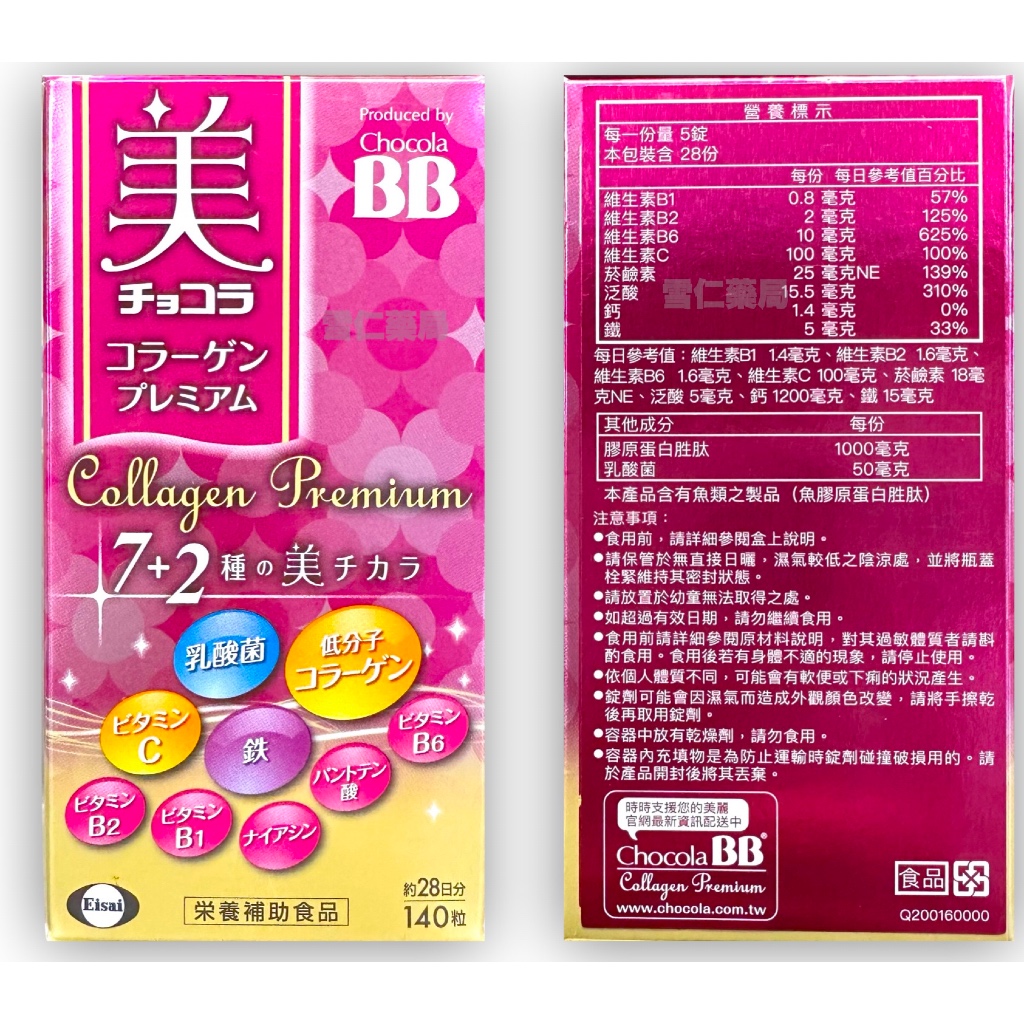 美
チョコラ
コラーゲン
プレミアム
Produced by
Chocola
BB
雪仁藥局
Collagen Premium
7+2種の美チカラ
乳酸菌
低分子
コラーゲン
ビタミン
C
鉄
ビタミン
B6
パントテン
酸
ビタミン
B2
ビタミン
B1
ナイアシン
Eisai
栄養補助食品
約28日分
140粒
營養標示
每一份量 5錠
本包裝含 28份
每份 每日參考值百分比
維生素B1 0.8 毫克 57%
維生素B2 2 毫克 125%
維生素B6 10 毫克 625%
維生素C 100 毫克 100%
菸鹼素 25 毫克NE 139%
泛酸 15.5 毫克 310%
鈣 1.4 毫克 0%
鐵 5 毫克 33%
雪仁藥局
每日參考值：維生素B1 1.4毫克、維生素B2 1.6毫克、
維生素B6 1.6毫克、維生素C 100毫克、菸鹼素 18毫
克NE、泛酸 5毫克、鈣 1200毫克、鐵 15毫克
其他成分 每份
膠原蛋白胜肽 1000毫克
乳酸菌 50毫克
本產品含有魚類之製品（魚膠原蛋白胜肽）
注意事項：
●食用前，請詳細參閱盒上說明。
●請保管於無直接日曬，濕氣較低之陰涼處，並將瓶蓋
栓緊維持其密封狀態。
●請放置於幼童無法取得之處。
●如超過有效日期，請勿繼續食用。
●食用前請詳細參閱原材料說明，對其過敏體質者請斟
酌食用。食用後若有身體不適的現象，請停止使用。
●依個人體質不同，可能會有軟便或下痢的狀況產生。
●錠劑可能會因濕氣而造成外觀顏色改變，請將手擦乾
後再取用錠劑。
●容器中放有乾燥劑，請勿食用。
●容器內充填物是為防止運輸時錠劑碰撞破損用的。請
於產品開封後將其丟棄。
時時支援您的美麗
官網最新資訊配送中
Chocola BB®
Collagen Premium
www.chocola.com.tw
食品
Q200160000